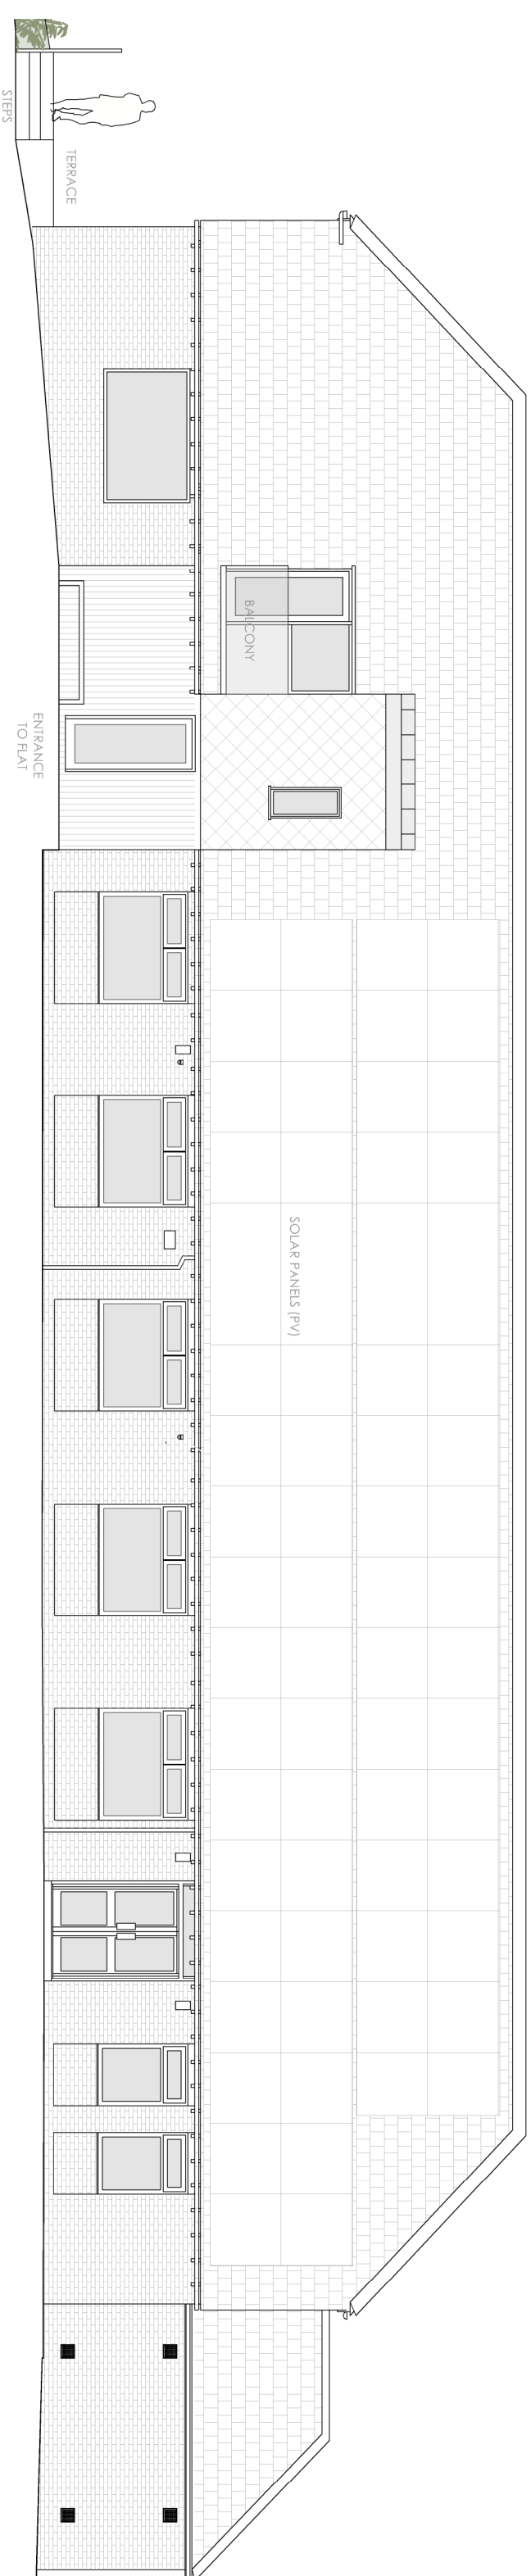 STEPS
TERRACE
BALCONY
ENTRANCE
TO FLAT
SOLAR PANELS (PV)